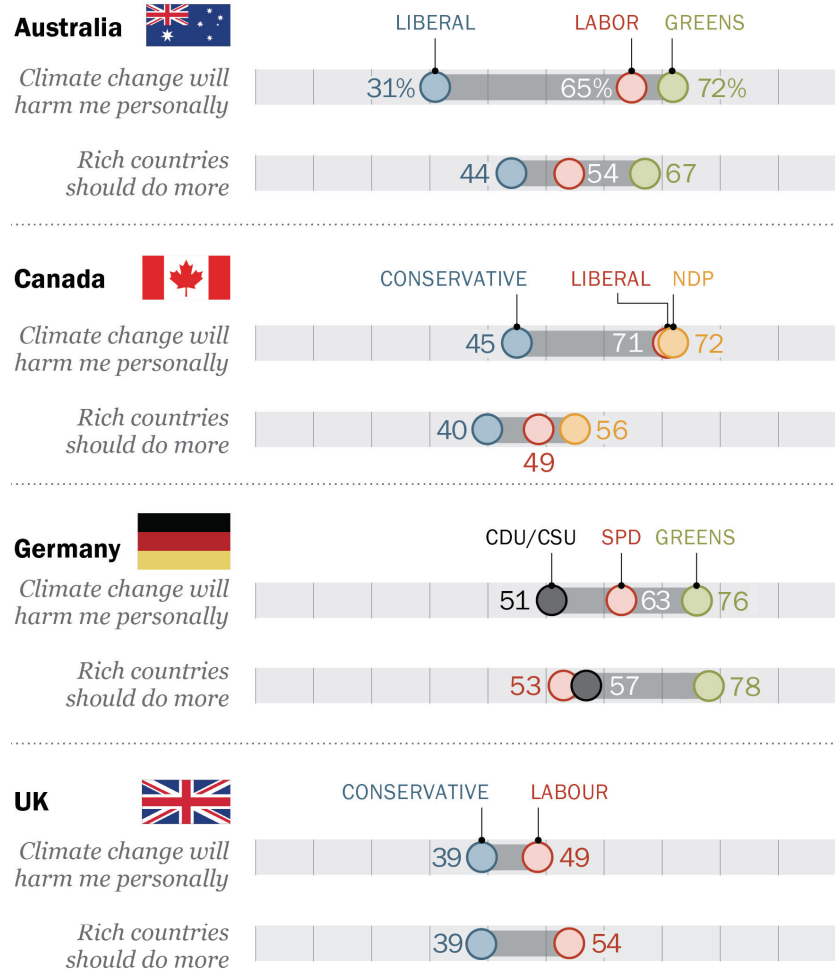 Australia
LIBERAL LABOR GREENS
Climate change will
harm me personally
31% 65% 72%
Rich countries
should do more
44 54 67
Canada
CONSERVATIVE LIBERAL NDP
Climate change will
harm me personally
45 71 72
Rich countries
should do more
40 56
49
Germany
CDU/CSU SPD GREENS
Climate change will
harm me personally
51 63 76
Rich countries
should do more
53 57 78
UK
CONSERVATIVE LABOUR
Climate change will
harm me personally
39 49
Rich countries
should do more
39 54